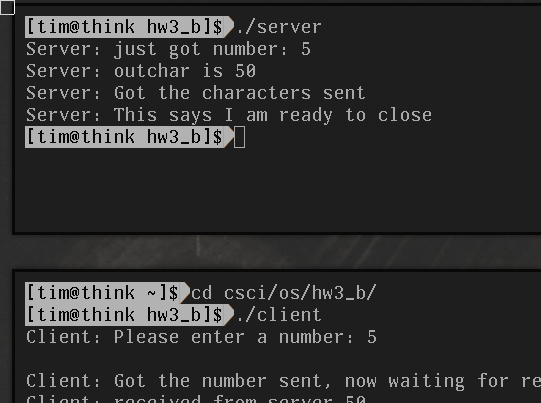 [tim@think hw3_b]$ ./server
Server: just got number: 5
Server: outchar is 50
Server: Got the characters sent
Server: This says I am ready to close
[tim@think hw3_b]$
[tim@think ~]$ cd csci/os/hw3_b/
[tim@think hw3_b]$ ./client
Client: Please enter a number: 5
Client: Got the number sent, now waiting for re
Client: received from server 50